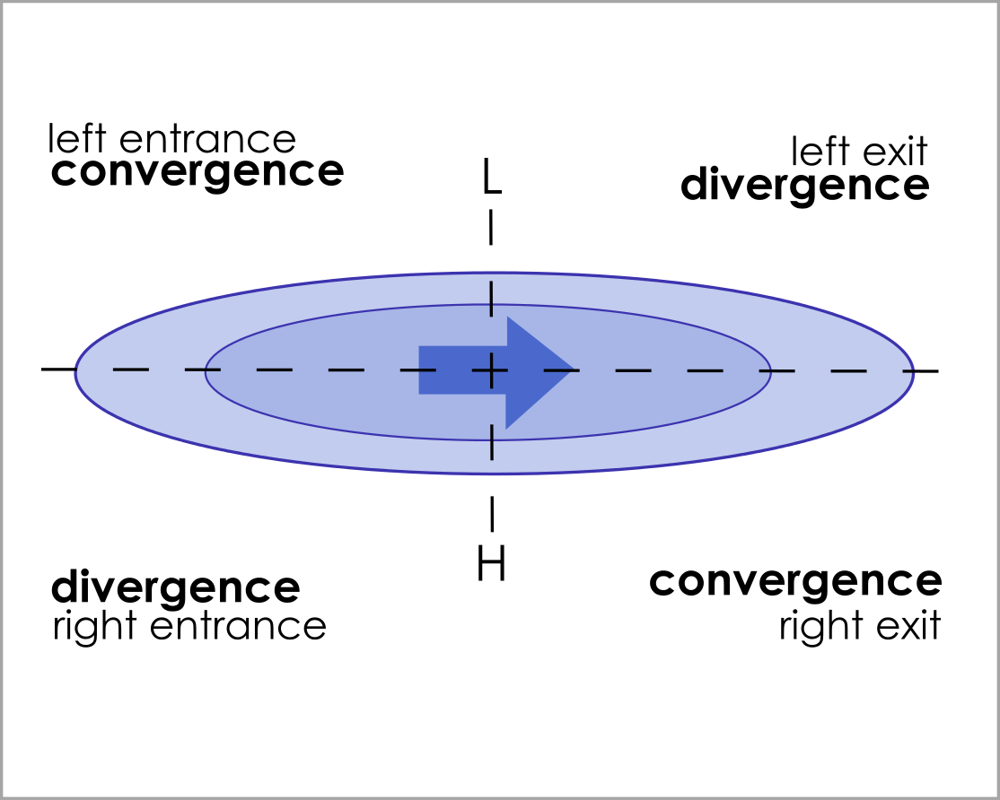 left entrance
convergence
left exit
divergence
L
H
divergence
right entrance
convergence
right exit